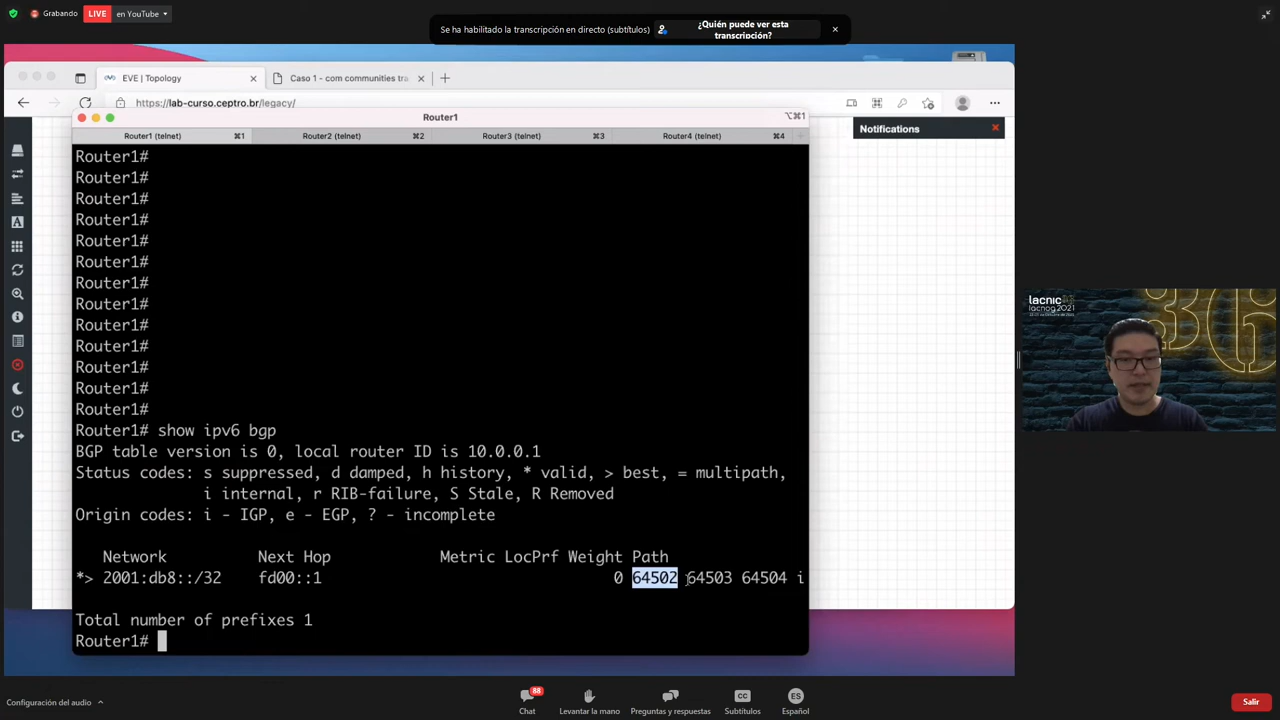 Grabando
LIVE
en YouTube
Se ha habilitado la transcripción en directo (subtítulos)
¿Quién puede ver esta
transcripción?
EVE | Topology
Caso 1 - com communities tra
https://lab-curso.ceptro.br/legacy/
Router1
⌥⌘1
Router1 (telnet)
⌘1
Router2 (telnet)
⌘2
Router3 (telnet)
⌘3
Router4 (telnet)
⌘4
Notifications
Router1#
Router1#
Router1#
Router1#
Router1#
Router1#
Router1#
Router1#
Router1#
Router1#
Router1#
Router1#
Router1#
Router1# show ipv6 bgp
BGP table version is 0, local router ID is 10.0.0.1
Status codes: s suppressed, d damped, h history, * valid, > best, = multipath,
i internal, r RIB-failure, S Stale, R Removed
Origin codes: i - IGP, e - EGP, ? - incomplete
Network Next Hop Metric LocPrf Weight Path
*> 2001:db8::/32 fd00::1 0 64502 64503 64504 i
Total number of prefixes 1
Router1#
lacnic
lacnog2021
Configuración del audio
88
Chat
Levantar la mano
Preguntas y respuestas
CC
Subtítulos
ES
Español
Salir